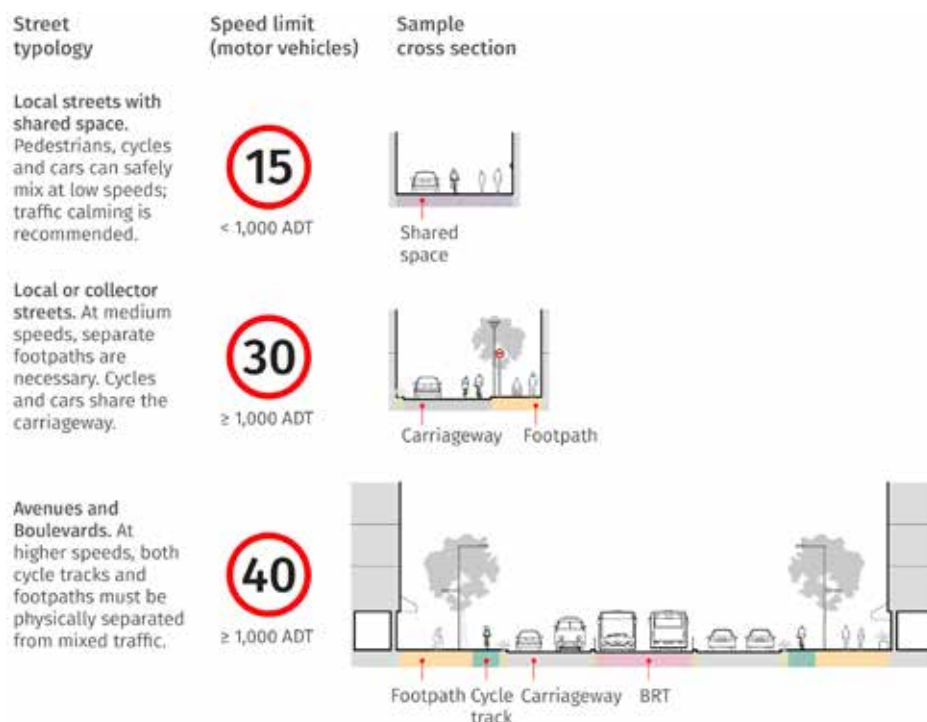 Street
typology
Speed limit
(motor vehicles)
Sample
cross section
Local streets with
shared space.
Pedestrians, cycles
and cars can safely
mix at low speeds;
traffic calming is
recommended.
15
< 1,000 ADT
Shared
space
Local or collector
streets. At medium
speeds, separate
footpaths are
necessary. Cycles
and cars share the
carriageway.
30
≥ 1,000 ADT
Carriageway
Footpath
Avenues and
Boulevards. At
higher speeds, both
cycle tracks and
footpaths must be
physically separated
from mixed traffic.
40
≥ 1,000 ADT
Footpath
Cycle
track
Carriageway
BRT